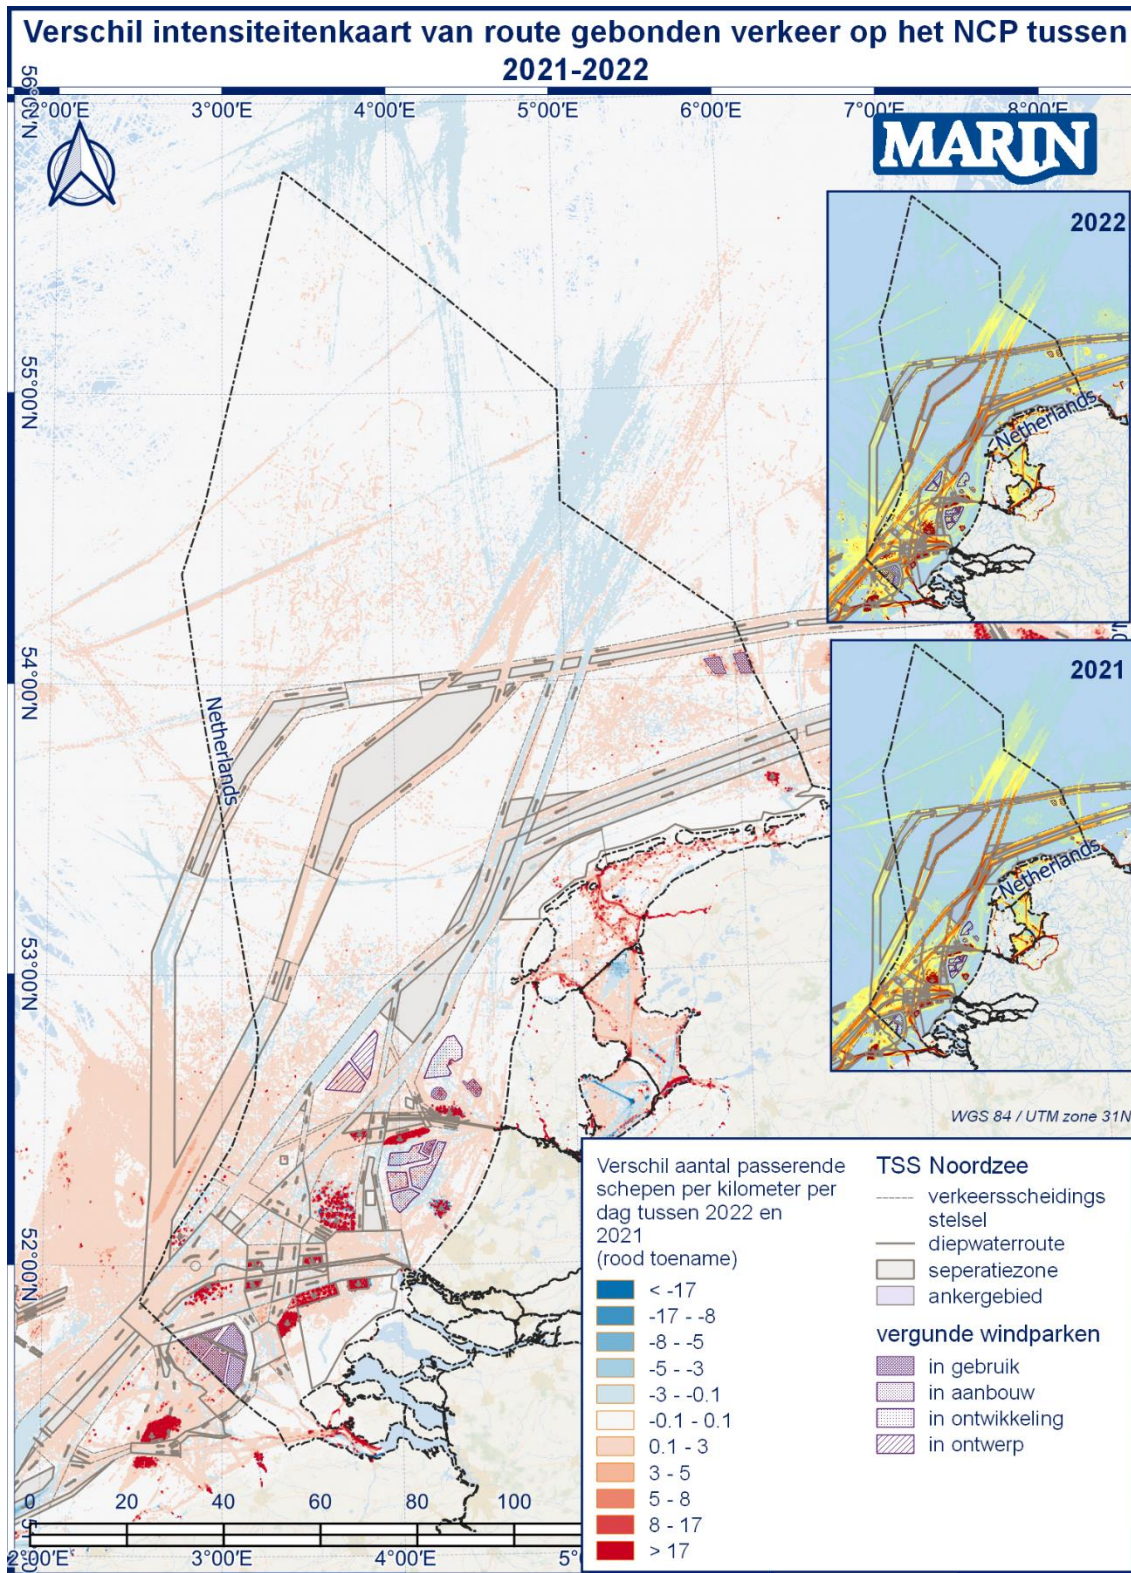 Verschil intensiteitenkaart van route gebonden verkeer op het NCP tussen
2021-2022
2°00'E 3°00'E 4°00'E 5°00'E 6°00'E 7°00'E 8°00'E
56°0'N
MARIN
2022
Netherlands
55°00'N
54°00'N
2021
Netherlands
Netherlands
53°00'N
WGS 84 / UTM zone 31N
52°00'N
Verschil aantal passerende
schepen per kilometer per
dag tussen 2022 en
2021
(rood toename)
< -17
-17 - -8
-8 - -5
-5 - -3
-3 - -0.1
-0.1 - 0.1
0.1 - 3
3 - 5
5 - 8
8 - 17
> 17
TSS Noordzee
verkeersscheidings
stelsel
diepwaterroute
seperatiezone
ankergebied
vergunde windparken
in gebruik
in aanbouw
in ontwikkeling
in ontwerp
0 20 40 60 80 100
2°00'E 3°00'E 4°00'E